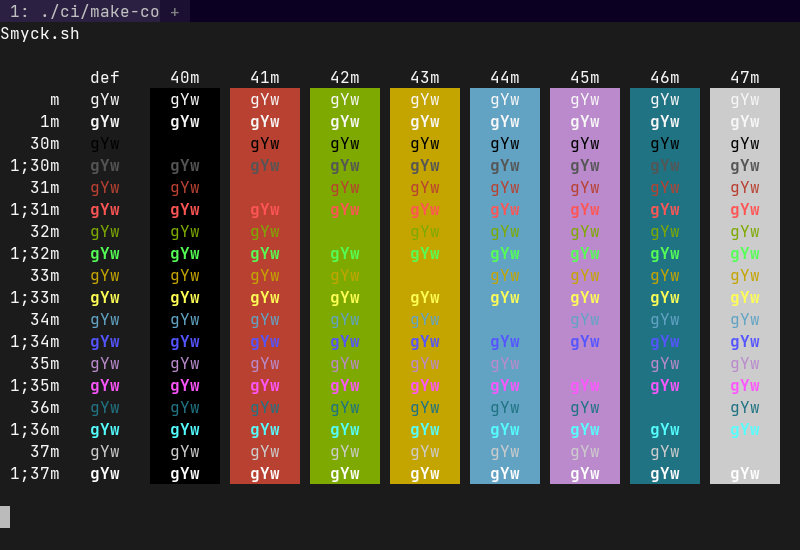 1: ./ci/make-co +
Smyck.sh
def 40m 41m 42m 43m 44m 45m 46m 47m
m gYw gYw gYw gYw gYw gYw gYw gYw gYw
1m gYw gYw gYw gYw gYw gYw gYw gYw gYw
30m gYw gYw gYw gYw gYw gYw gYw gYw
1;30m gYw gYw gYw gYw gYw gYw gYw gYw gYw
31m gYw gYw gYw gYw gYw gYw gYw gYw
1;31m gYw gYw gYw gYw gYw gYw gYw gYw gYw
32m gYw gYw gYw gYw gYw gYw gYw gYw
1;32m gYw gYw gYw gYw gYw gYw gYw gYw gYw
33m gYw gYw gYw gYw gYw gYw gYw gYw
1;33m gYw gYw gYw gYw gYw gYw gYw gYw gYw
34m gYw gYw gYw gYw gYw gYw gYw gYw
1;34m gYw gYw gYw gYw gYw gYw gYw gYw gYw
35m gYw gYw gYw gYw gYw gYw gYw gYw
1;35m gYw gYw gYw gYw gYw gYw gYw gYw gYw
36m gYw gYw gYw gYw gYw gYw gYw gYw
1;36m gYw gYw gYw gYw gYw gYw gYw gYw gYw
37m gYw gYw gYw gYw gYw gYw gYw gYw
1;37m gYw gYw gYw gYw gYw gYw gYw gYw gYw